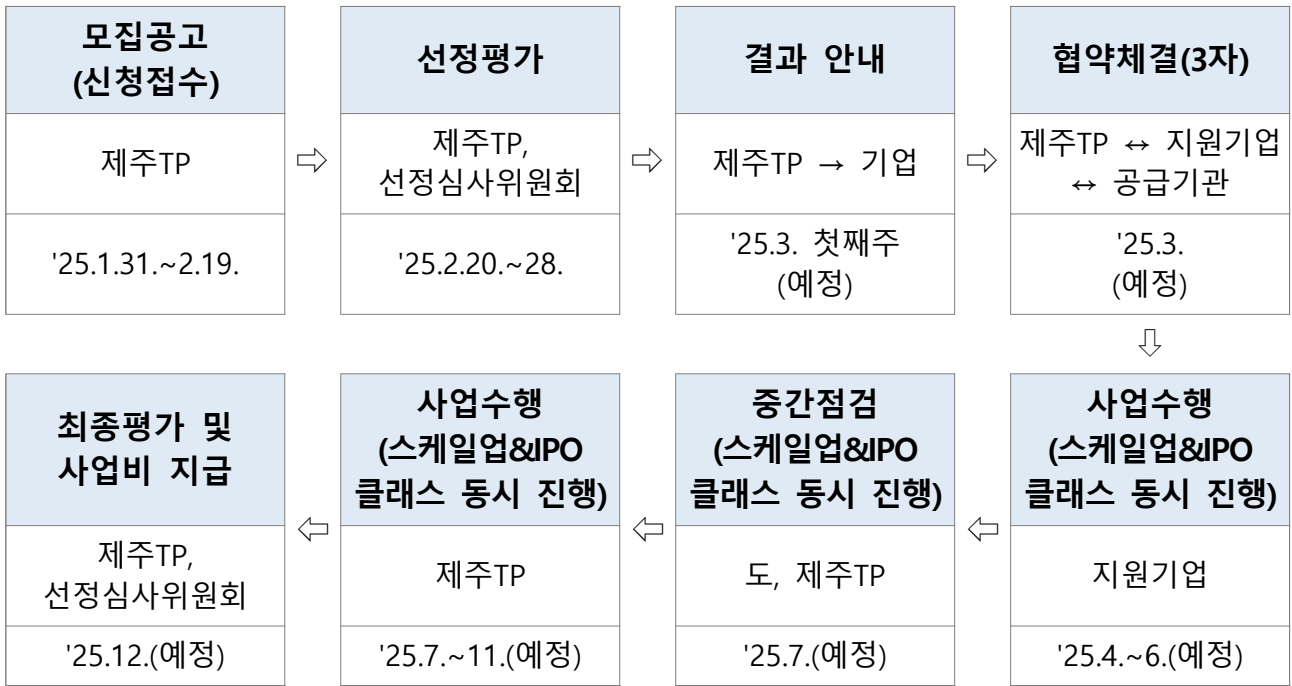 모집공고
(신청접수)
제주TP
'25.1.31.~2.19.
⇨
선정평가
제주TP,
선정심사위원회
'25.2.20.~28.
⇨
결과 안내
제주TP → 기업
'25.3. 첫째주
(예정)
⇨
협약체결(3자)
제주TP ↔ 지원기업
↔ 공급기관
'25.3.
(예정)
⇩
사업수행
(스케일업&IPO
클래스 동시 진행)
지원기업
'25.4.~6.(예정)
⇦
중간점검
(스케일업&IPO
클래스 동시 진행)
도, 제주TP
'25.7.(예정)
⇦
사업수행
(스케일업&IPO
클래스 동시 진행)
제주TP
'25.7.~11.(예정)
⇦
최종평가 및
사업비 지급
제주TP,
선정심사위원회
'25.12.(예정)